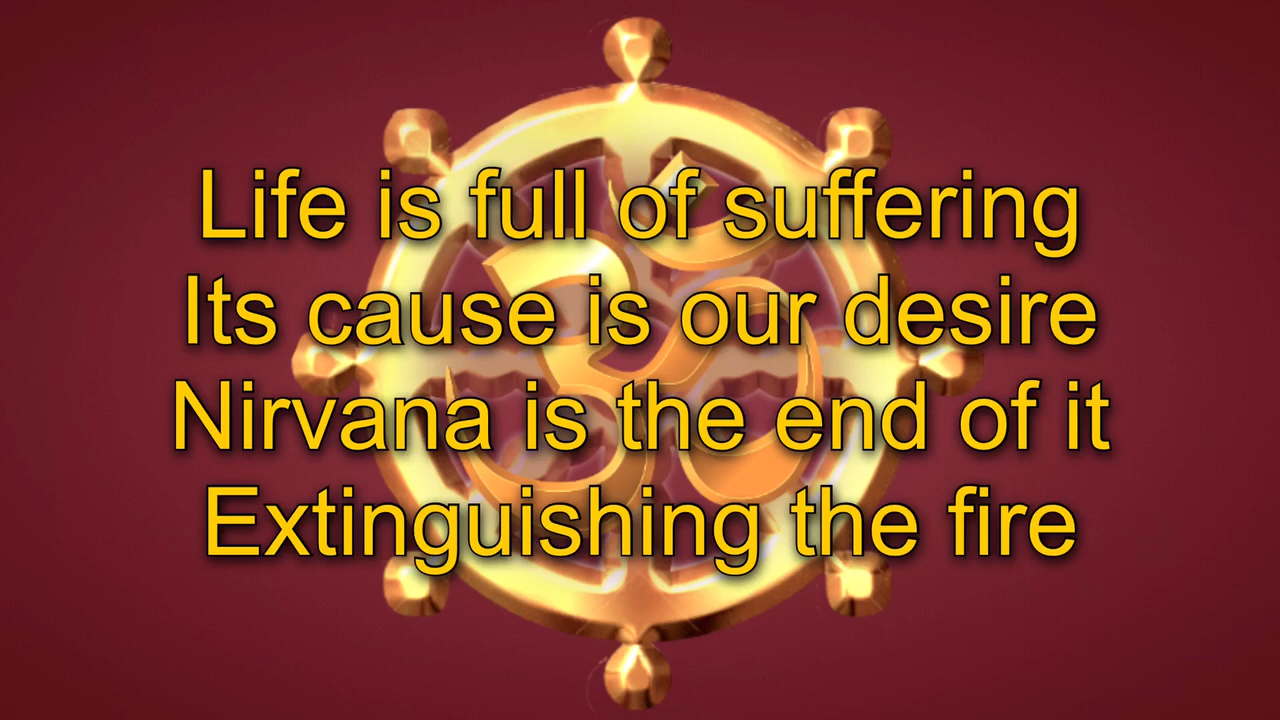 Life is full of suffering
Its cause is our desire
Nirvana is the end of it
Extinguishing the fire